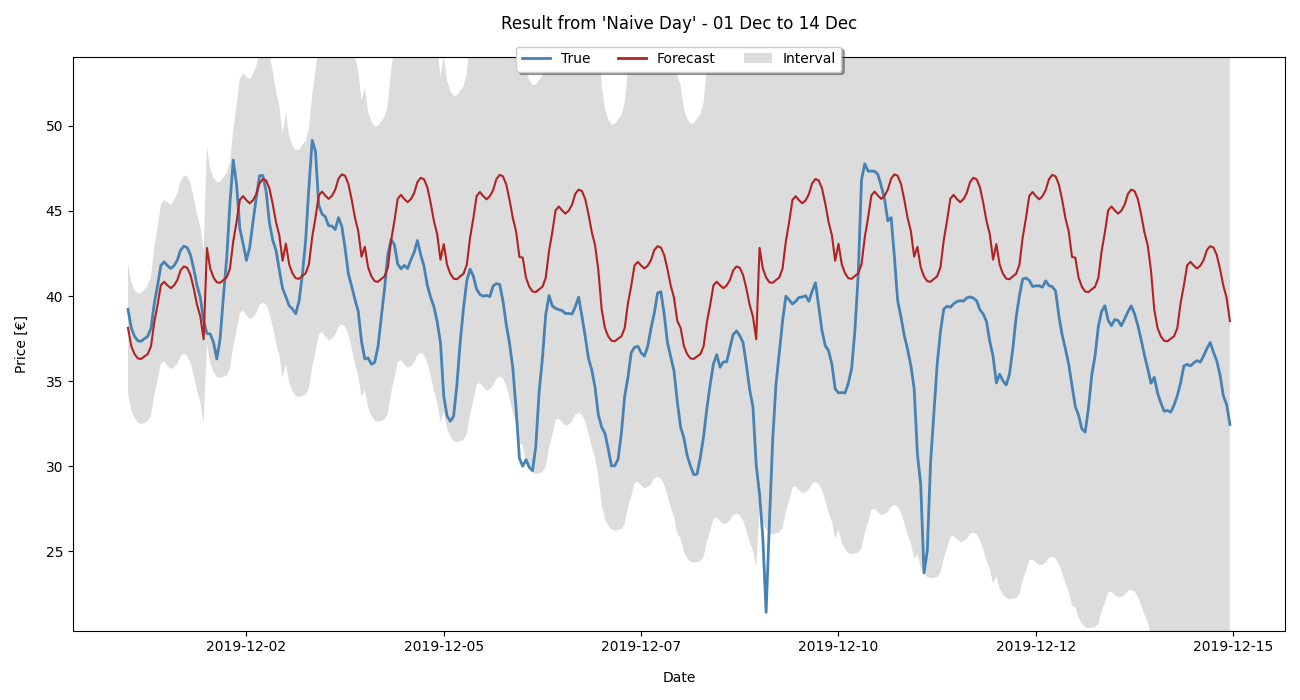 Result from 'Naive Day' - 01 Dec to 14 Dec
True Forecast Interval
50
45
40
35
30
25
Price [€]
2019-12-02 2019-12-05 2019-12-07 2019-12-10 2019-12-12 2019-12-15
Date